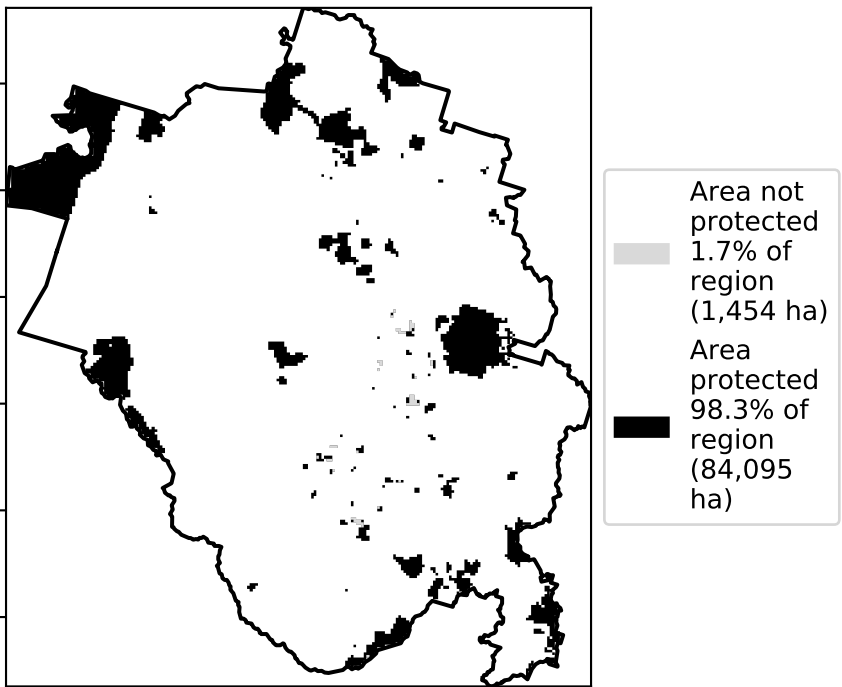 Area not
protected
1.7% of
region
(1,454 ha)
Area
protected
98.3% of
region
(84,095
ha)